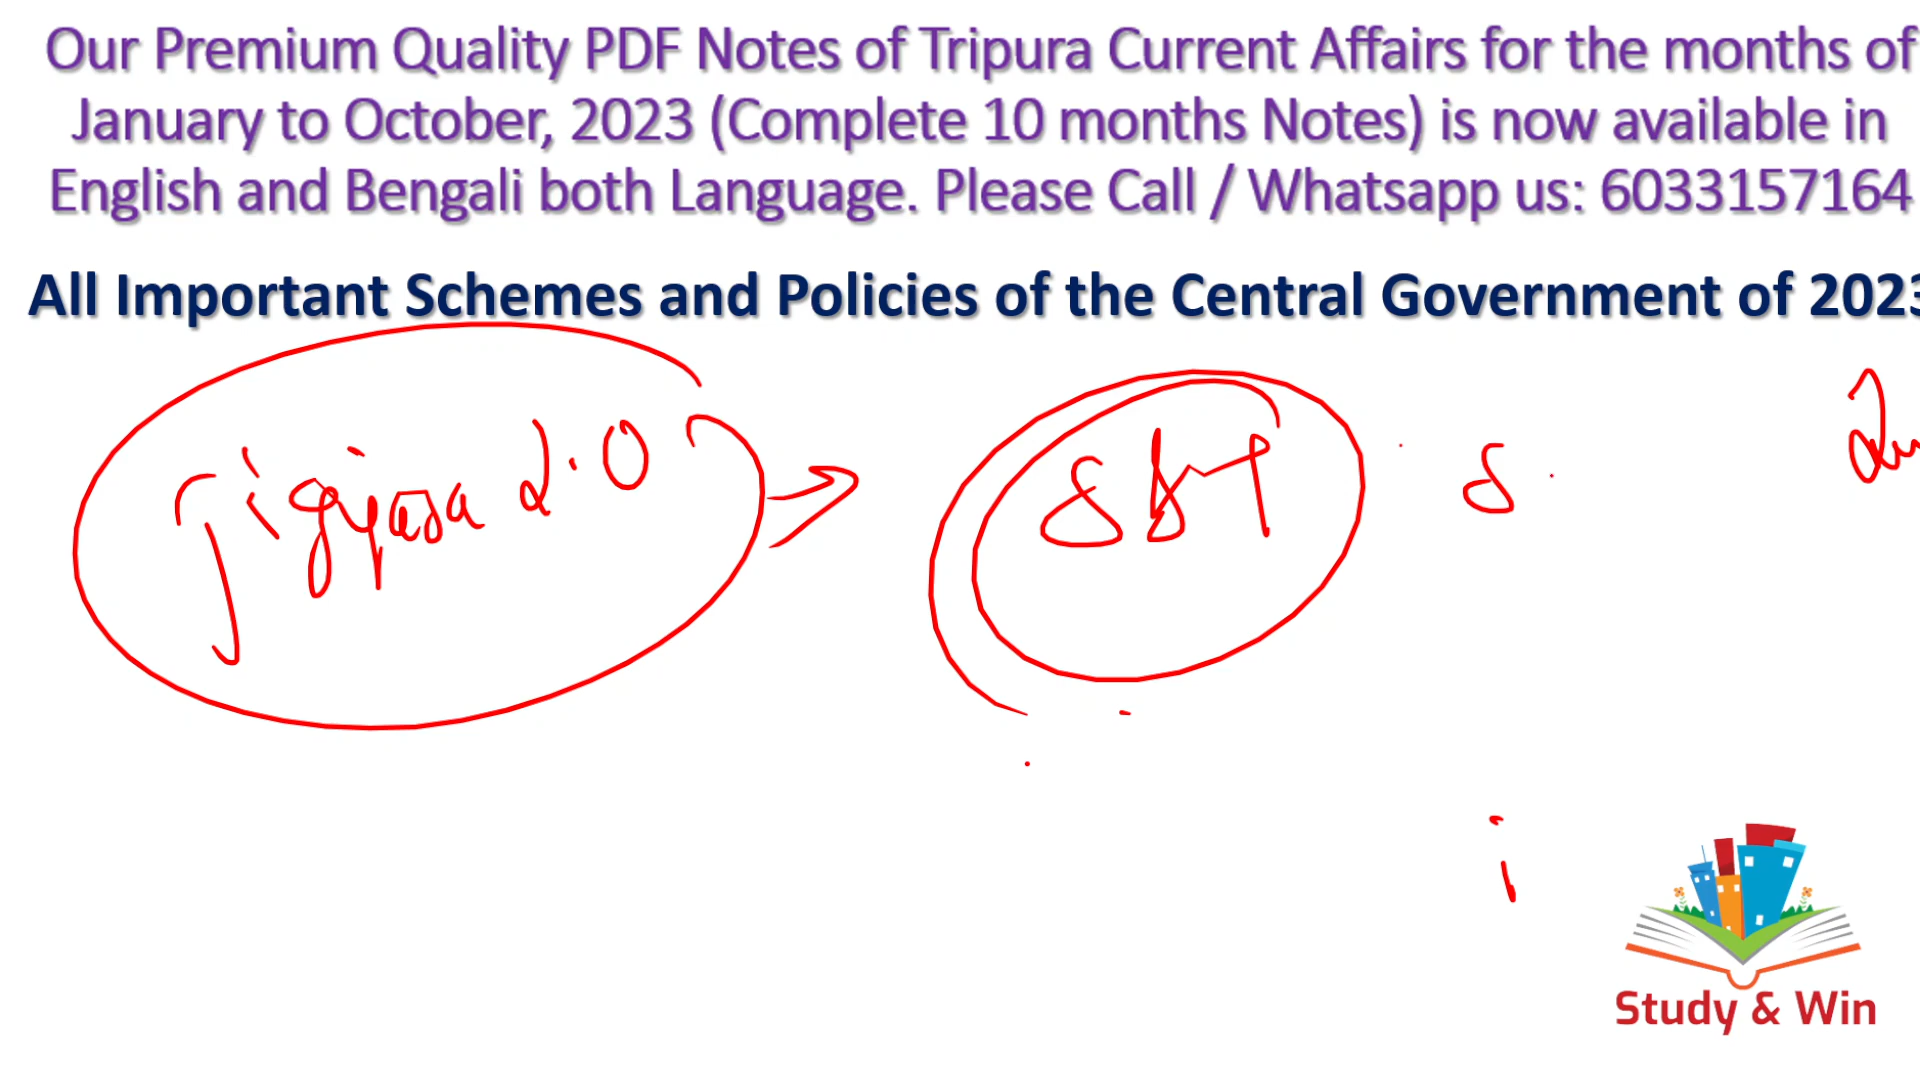 Our Premium Quality PDF Notes of Tripura Current Affairs for the months of
January to October, 2023 (Complete 10 months Notes) is now available in
English and Bengali both Language. Please Call / Whatsapp us: 6033157164
All Important Schemes and Policies of the Central Government of 2023
Jigyasa 2.0
Study & Win